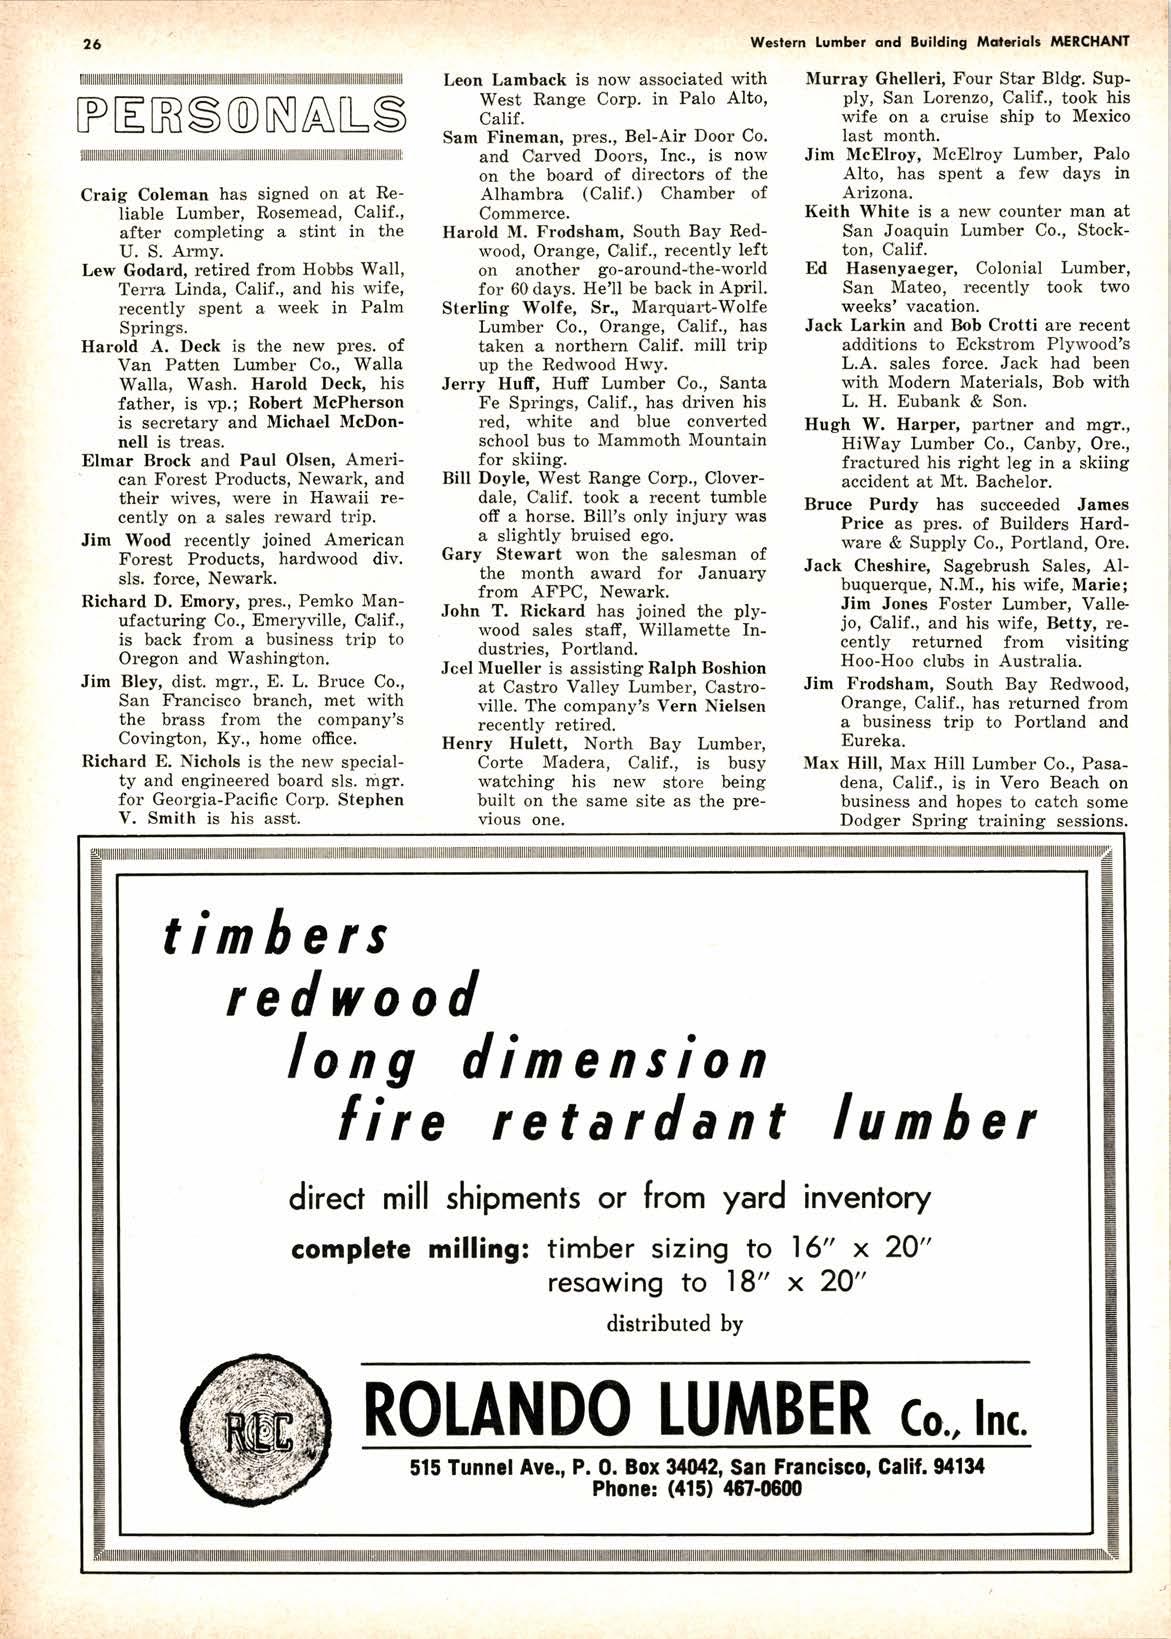 26
Western Lumber and Building Materials MERCHANT
PERSONALS
Craig Coleman has signed on at Re-
liable Lumber, Rosemead, Calif.,
after completing a stint in the
U. S. Army.
Lew Godard, retired from Hobbs Wall,
Terra Linda, Calif., and his wife,
recently spent a week in Palm
Springs.
Harold A. Deck is the new pres. of
Van Patten Lumber Co., Walla
Walla, Wash. Harold Deck, his
father, is vp.; Robert McPherson
is secretary and Michael McDon-
nell is treas.
Elmar Brock and Paul Olsen, Ameri-
can Forest Products, Newark, and
their wives, were in Hawaii re-
cently on a sales reward trip.
Jim Wood recently joined American
Forest Products, hardwood div.
sls. force, Newark.
Richard D. Emory, pres., Pemko Man-
ufacturing Co., Emeryville, Calif.,
is back from a business trip to
Oregon and Washington.
Jim Bley, dist. mgr., E. L. Bruce Co.,
San Francisco branch, met with
the brass from the company's
Covington, Ky., home office.
Richard E. Nichols is the new special-
ty and engineered board sls. mgr.
for Georgia-Pacific Corp. Stephen
V. Smith is his asst.
Leon Lamback is now associated with
West Range Corp. in Palo Alto,
Calif.
Sam Fineman, pres., Bel-Air Door Co.
and Carved Doors, Inc., is now
on the board of directors of the
Alhambra (Calif.) Chamber of
Commerce.
Harold M. Frodsham, South Bay Red-
wood, Orange, Calif., recently left
on another go-around-the-world
for 60 days. He'll be back in April.
Sterling Wolfe, Sr., Marquart-Wolfe
Lumber Co., Orange, Calif., has
taken a northern Calif. mill trip
up the Redwood Hwy.
Jerry Huff, Huff Lumber Co., Santa
Fe Springs, Calif., has driven his
red, white and blue converted
school bus to Mammoth Mountain
for skiing.
Bill Doyle, West Range Corp., Clover-
dale, Calif. took a recent tumble
off a horse. Bill's only injury was
a slightly bruised ego.
Gary Stewart won the salesman of
the month award for January
from AFPC, Newark.
John T. Rickard has joined the ply-
wood sales staff, Willamette In-
dustries, Portland.
Jcel Mueller is assisting Ralph Boshion
at Castro Valley Lumber, Castro-
ville. The company's Vern Nielsen
recently retired.
Henry Hulett, North Bay Lumber,
Corte Madera, Calif., is busy
watching his new store being
built on the same site as the pre-
vious one.
Murray Ghelleri, Four Star Bldg. Sup-
ply, San Lorenzo, Calif., took his
wife on a cruise ship to Mexico
last month.
Jim McElroy, McElroy Lumber, Palo
Alto, has spent a few days in
Arizona.
Keith White is a new counter man at
San Joaquin Lumber Co., Stock-
ton, Calif.
Ed Hasenyaeger, Colonial Lumber,
San Mateo, recently took two
weeks' vacation.
Jack Larkin and Bob Crotti are recent
additions to Eckstrom Plywood's
L.A. sales force. Jack had been
with Modern Materials, Bob with
L. H. Eubank & Son.
Hugh W. Harper, partner and mgr.,
HiWay Lumber Co., Canby, Ore.,
fractured his right leg in a skiing
accident at Mt. Bachelor.
Bruce Purdy has succeeded James
Price as pres. of Builders Hard-
ware & Supply Co., Portland, Ore.
Jack Cheshire, Sagebrush Sales, Al-
buquerque, N.M., his wife, Marie;
Jim Jones Foster Lumber, Valle-
jo, Calif., and his wife, Betty, re-
cently returned from visiting
Hoo-Hoo clubs in Australia.
Jim Frodsham, South Bay Redwood,
Orange, Calif., has returned from
a business trip to Portland and
Eureka.
Max Hill, Max Hill Lumber Co., Pasa-
dena, Calif., is in Vero Beach on
business and hopes to catch some
Dodger Spring training sessions.
timbers
redwood
long dimension
fire retardant lumber
direct mill shipments or from yard inventory
complete milling: timber sizing to 16" x 20"
resawing to 18" x 20"
distributed by
RLC
ROLANDO LUMBER Co., Inc.
515 Tunnel Ave., P. O. Box 34042, San Francisco, Calif. 94134
Phone: (415) 467-0600